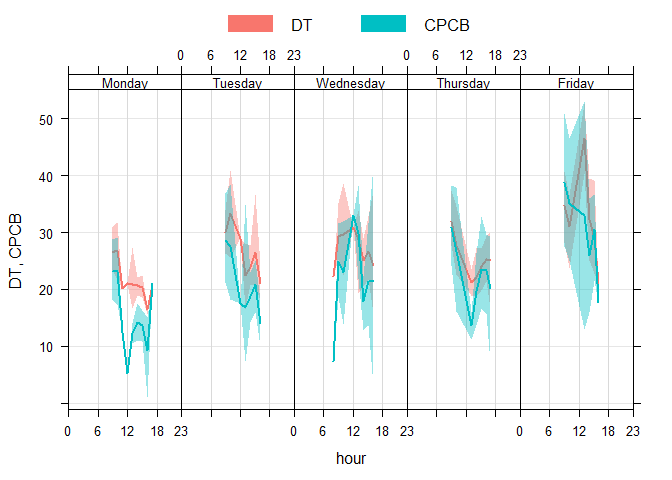 DT CPCB
0 6 12 18 23 0 6 12 18 23
Monday Tuesday Wednesday Thursday Friday
50
40
30
20
10
DT, CPCB
0 6 12 18 23 0 6 12 18 23 0 6 12 18 23
hour